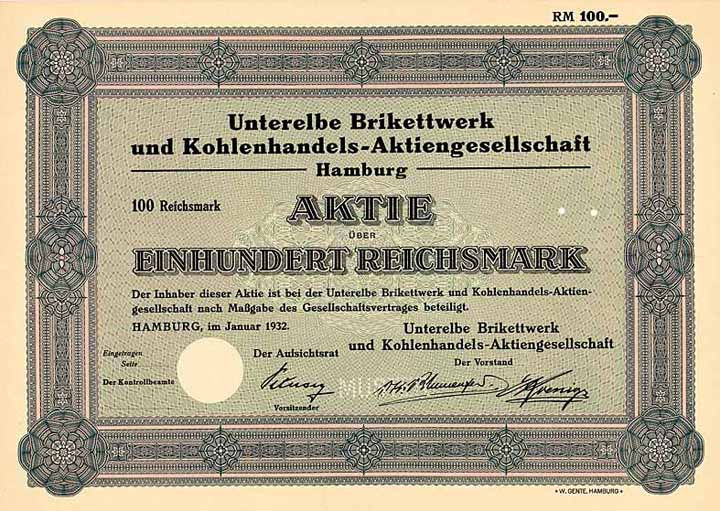 RM 100.–
Unterelbe Brikettwerk
und Kohlenhandels-Aktiengesellschaft
Hamburg
100 Reichsmark
AKTIE
ÜBER
EINHUNDERT REICHSMARK
Der Inhaber dieser Aktie ist bei der Unterelbe Brikettwerk und Kohlenhandels-Aktien-
gesellschaft nach Maßgabe des Gesellschaftsvertrages beteiligt.
HAMBURG, im Januar 1932.
Unterelbe Brikettwerk
und Kohlenhandels-Aktiengesellschaft
Eingetragen
Seite
Der Kontrollbeamte
Der Aufsichtsrat
Vorsitzender
Der Vorstand
* W. GENTE, HAMBURG *